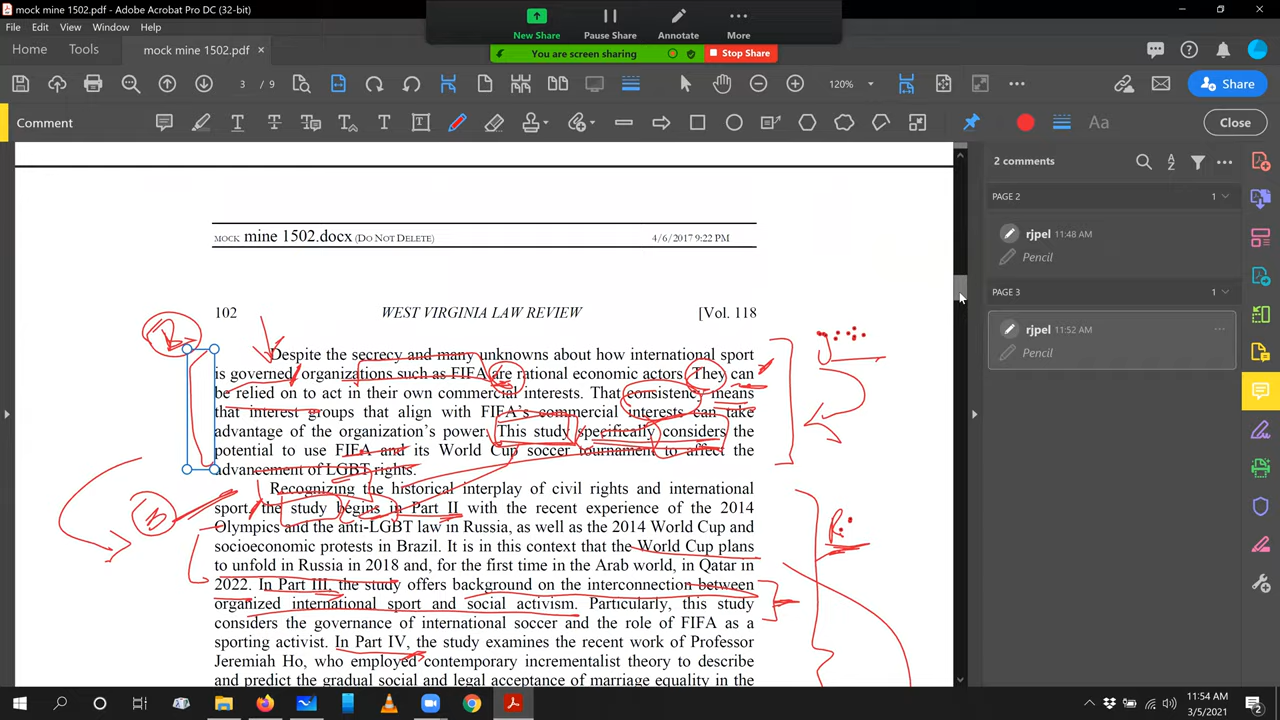 mock mine 1502.pdf - Adobe Acrobat Pro DC (32-bit)
File Edit View Window Help
New Share Pause Share Annotate More
You are screen sharing Stop Share
Home Tools mock mine 1502.pdf ×
3 / 9 120% Share
Comment Aa Close
2 comments
PAGE 2 1
rjpel 11:48 AM
Pencil
PAGE 3 1
rjpel 11:52 AM
Pencil
MOCK mine 1502.docx (DO NOT DELETE) 4/6/2017 9:22 PM
102 WEST VIRGINIA LAW REVIEW [Vol. 118
Despite the secrecy and many unknowns about how international sport
is governed, organizations such as FIFA are rational economic actors. They can
be relied on to act in their own commercial interests. That consistency means
that interest groups that align with FIFA's commercial interests can take
advantage of the organization's power. This study specifically considers the
potential to use FIFA and its World Cup soccer tournament to affect the
advancement of LGBT rights.
Recognizing the historical interplay of civil rights and international
sport, the study begins in Part II with the recent experience of the 2014
Olympics and the anti-LGBT law in Russia, as well as the 2014 World Cup and
socioeconomic protests in Brazil. It is in this context that the World Cup plans
to unfold in Russia in 2018 and, for the first time in the Arab world, in Qatar in
2022. In Part III, the study offers background on the interconnection between
organized international sport and social activism. Particularly, this study
considers the governance of international soccer and the role of FIFA as a
sporting activist. In Part IV, the study examines the recent work of Professor
Jeremiah Ho, who employed contemporary incrementalist theory to describe
and predict the gradual social and legal acceptance of marriage equality in the
11:54 AM
3/5/2021
2